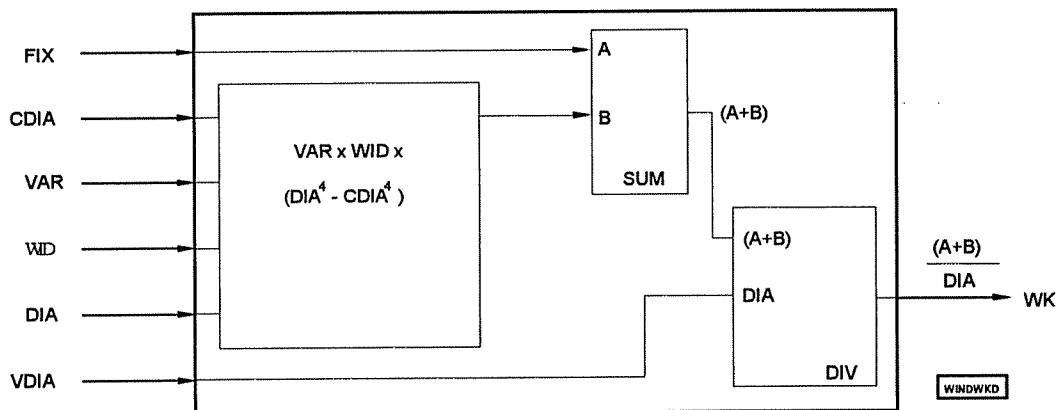 FIX
CDIA
VAR
WID
DIA
VDIA
VAR x WID x
(DIA⁴ - CDIA⁴)
A
B
SUM
(A+B)
(A+B)
DIA
DIV
(A+B)
DIA
WK
WINDWKD